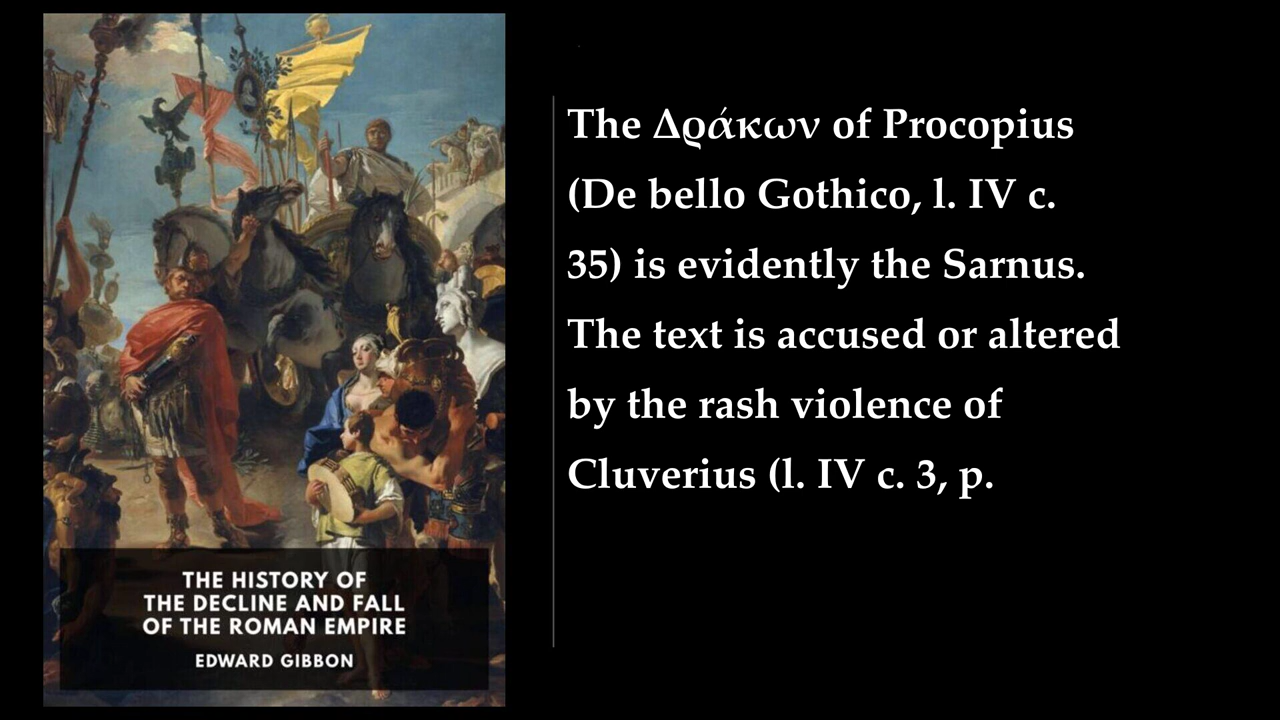 The Δράκων of Procopius
(De bello Gothico, l. IV c.
35) is evidently the Sarnus.
The text is accused or altered
by the rash violence of
Cluverius (l. IV c. 3, p.
THE HISTORY OF
THE DECLINE AND FALL
OF THE ROMAN EMPIRE
EDWARD GIBBON